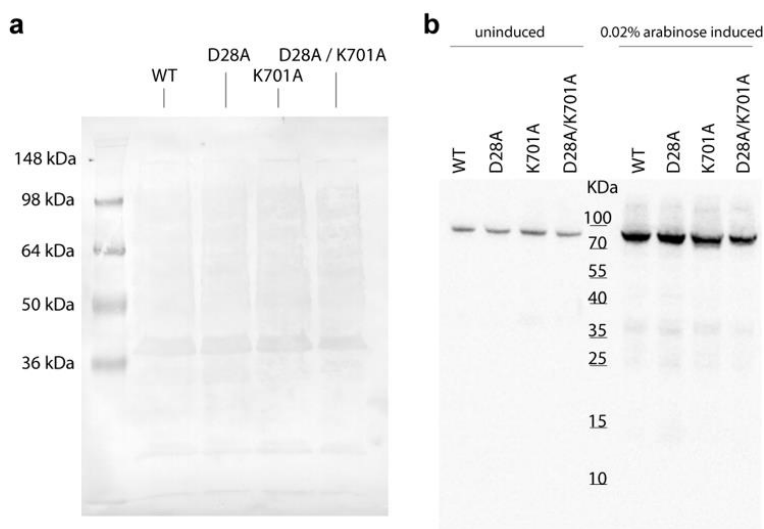 a
WT
D28A
K701A
D28A / K701A
148 kDa
98 kDa
64 kDa
50 kDa
36 kDa
b
uninduced
0.02% arabinose induced
WT
D28A
K701A
D28A/K701A
WT
D28A
K701A
D28A/K701A
KDa
100
70
55
40
35
25
15
10